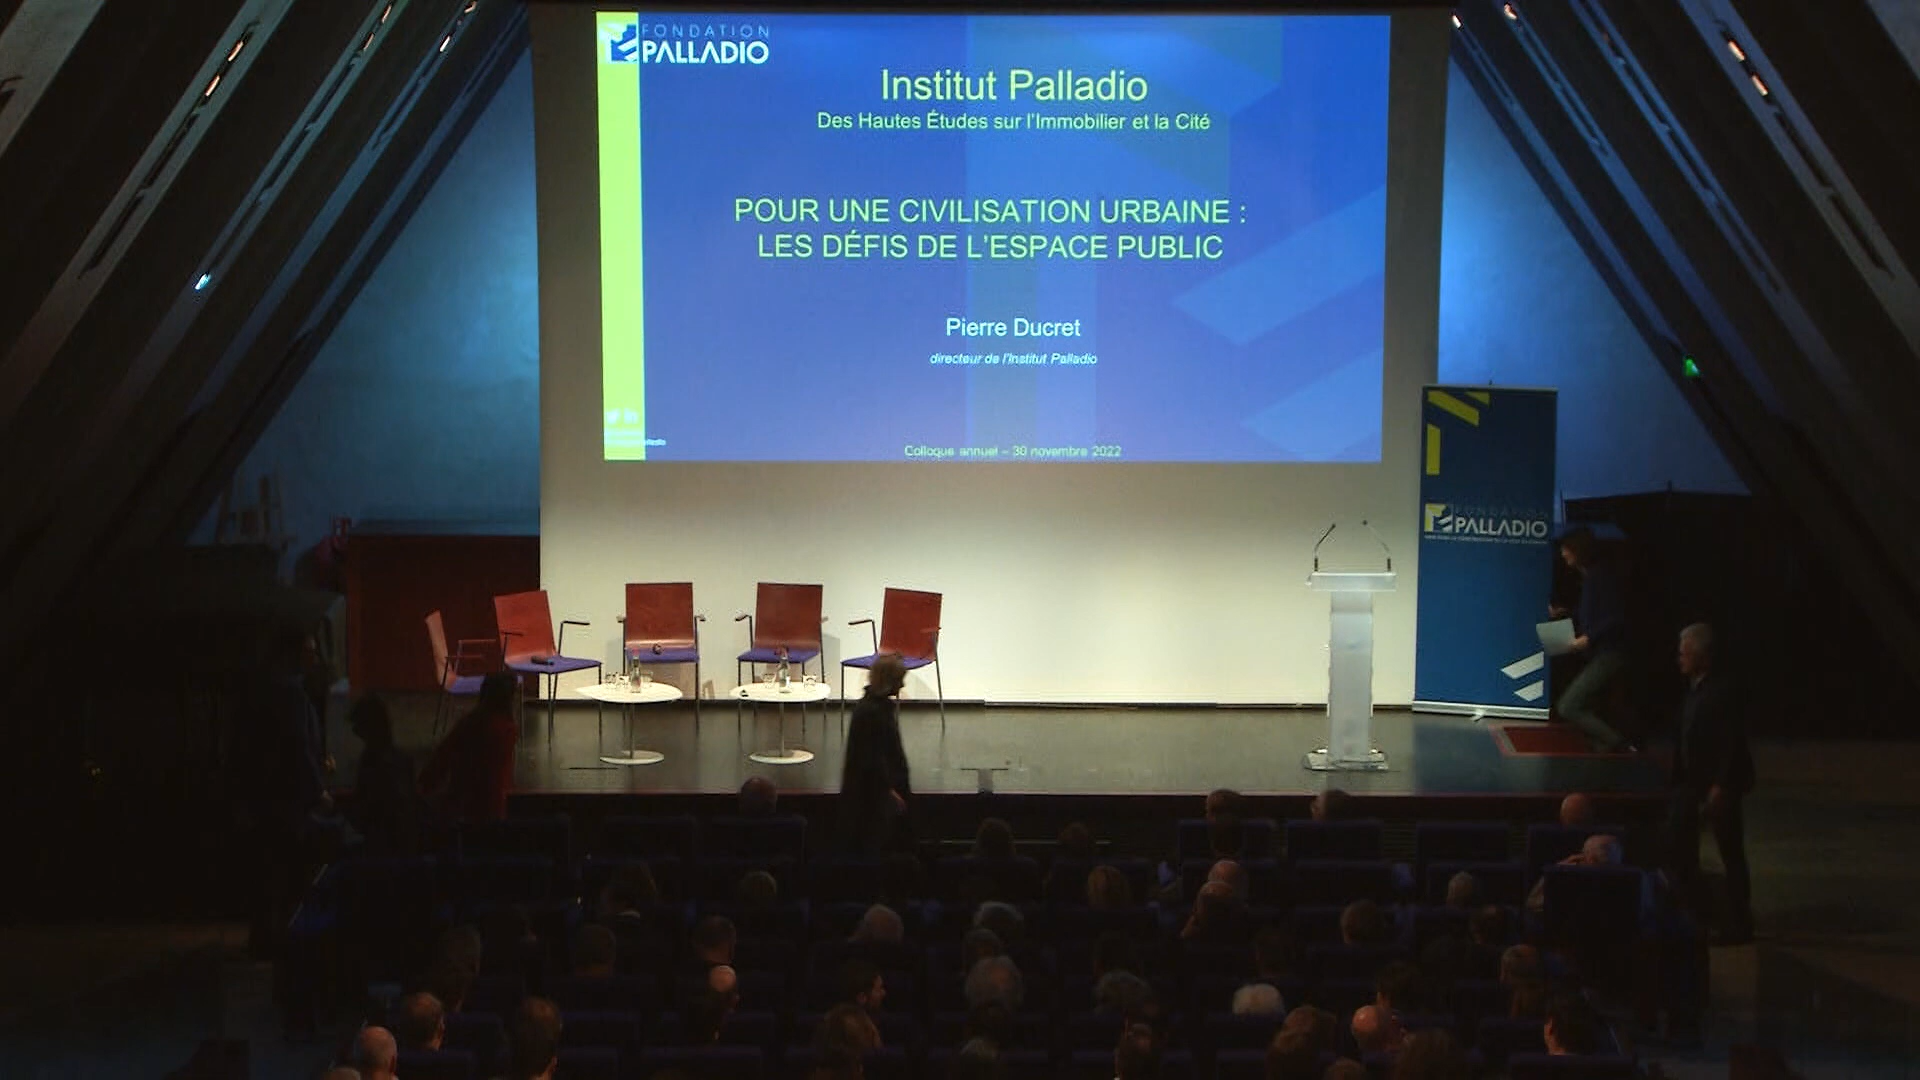 FONDATION
PALLADIO
Institut Palladio
Des Hautes Études sur l'Immobilier et la Cité
POUR UNE CIVILISATION URBAINE :
LES DÉFIS DE L'ESPACE PUBLIC
Pierre Ducret
directeur de l'Institut Palladio
Colloque annuel – 30 novembre 2022
FONDATION
PALLADIO